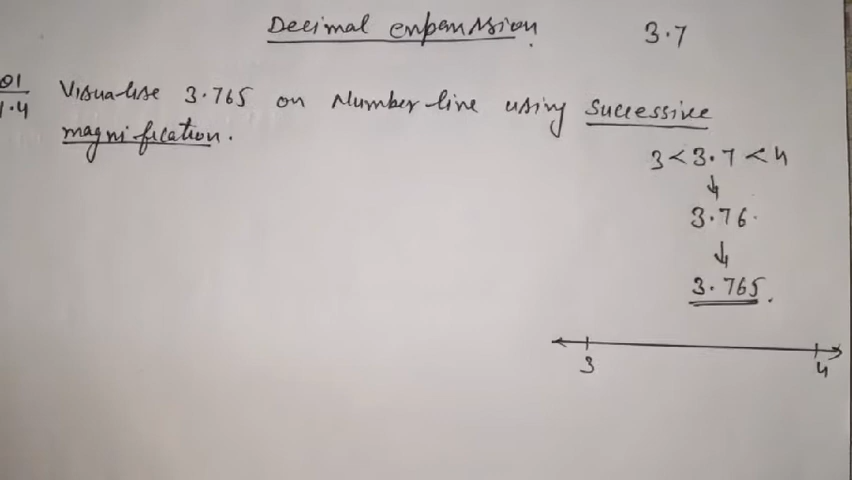 Decimal expansion.
3.7
Q1
1.4
Visualise 3.765 on Number line using successive
magnification.
3 < 3.7 < 4
↓
3.76.
↓
3.765.
3 4